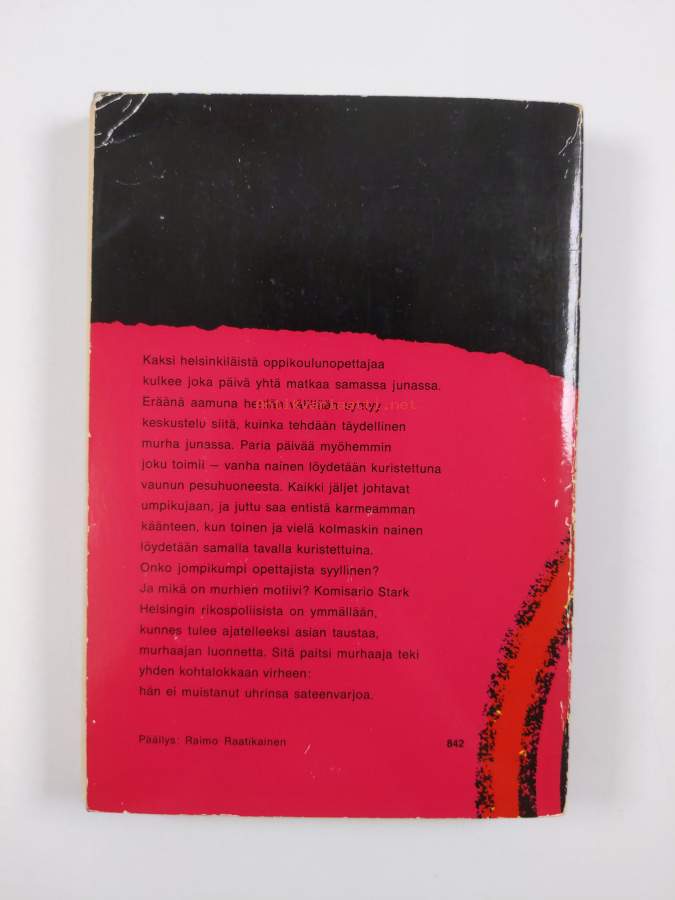 Kaksi helsinkiläistä oppikoulunopettajaa
kulkee joka päivä yhtä matkaa samassa junassa.
Eräänä aamuna heidän välillään syntyy
keskustelu siitä, kuinka tehdään täydellinen
murha junassa. Paria päivää myöhemmin
joku toimii – vanha nainen löydetään kuristettuna
vaunun pesuhuoneesta. Kaikki jäljet johtavat
umpikujaan, ja juttu saa entistä karmeamman
käänteen, kun toinen ja vielä kolmaskin nainen
löydetään samalla tavalla kuristettuina.
Onko jompikumpi opettajista syyllinen?
Ja mikä on murhien motiivi? Komisario Stark
Helsingin rikospoliisista on ymmällään,
kunnes tulee ajatelleeksi asian taustaa,
murhaajan luonnetta. Sitä paitsi murhaaja teki
yhden kohtalokkaan virheen:
hän ei muistanut uhrinsa sateenvarjoa.
Päällys: Raimo Raatikainen 842